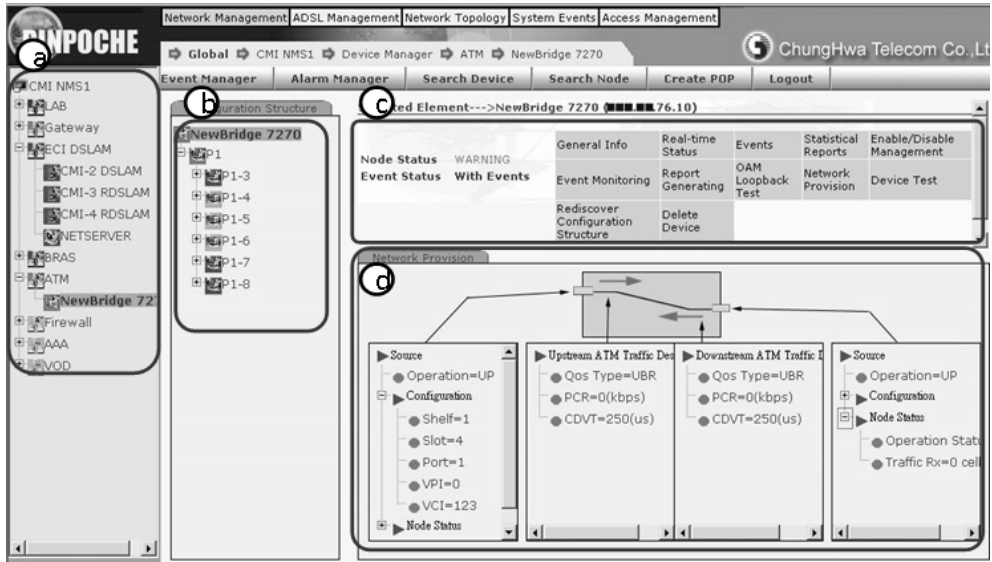 Network Management ADSL Management Network Topology System Events Access Management
PINPOCHE
Global CMI NMS1 Device Manager ATM NewBridge 7270
ChungHwa Telecom Co.,Lt
Event Manager Alarm Manager Search Device Search Node Create POP Logout
a
CMI NMS1
LAB
Gateway
ECI DSLAM
CMI-2 DSLAM
CMI-3 RDSLAM
CMI-4 RDSLAM
NETSERVER
BRAS
ATM
NewBridge 727
Firewall
AAA
VOD
b
uration Structure
NewBridge 7270
P1
P1-3
P1-4
P1-5
P1-6
P1-7
P1-8
c
ed Element--->NewBridge 7270 ( .76.10)
Node Status WARNING
Event Status With Events
General Info
Real-time Status
Events
Statistical Reports
Enable/Disable Management
Event Monitoring
Report Generating
OAM Loopback Test
Network Provision
Device Test
Rediscover Configuration Structure
Delete Device
d
Network Provision
Source
Operation=UP
Configuration
Shelf=1
Slot=4
Port=1
VPI=0
VCI=123
Node Status
Upstream ATM Traffic Des
Qos Type=UBR
PCR=0(kbps)
CDVT=250(us)
Downstream ATM Traffic D
Qos Type=UBR
PCR=0(kbps)
CDVT=250(us)
Source
Operation=UP
Configuration
Node Status
Operation Statu
Traffic Rx=0 cell